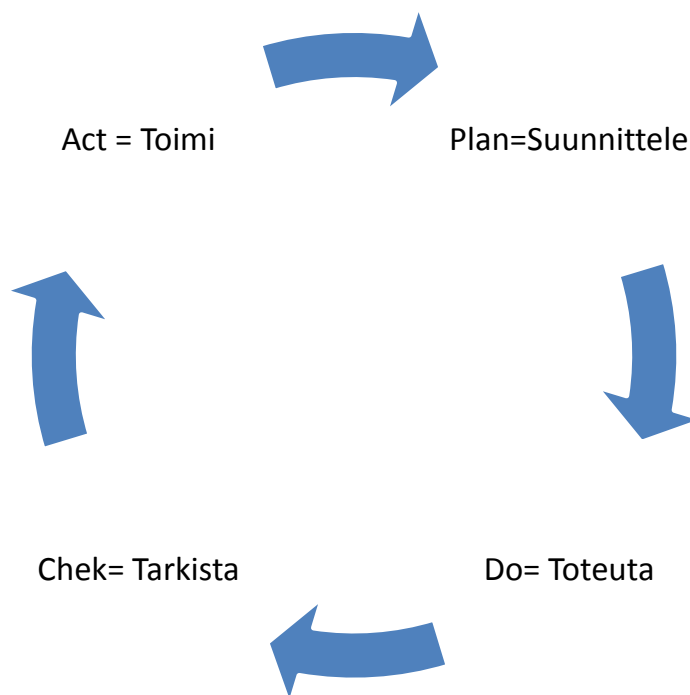 Act = Toimi
Plan=Suunnittele
Chek= Tarkista
Do= Toteuta